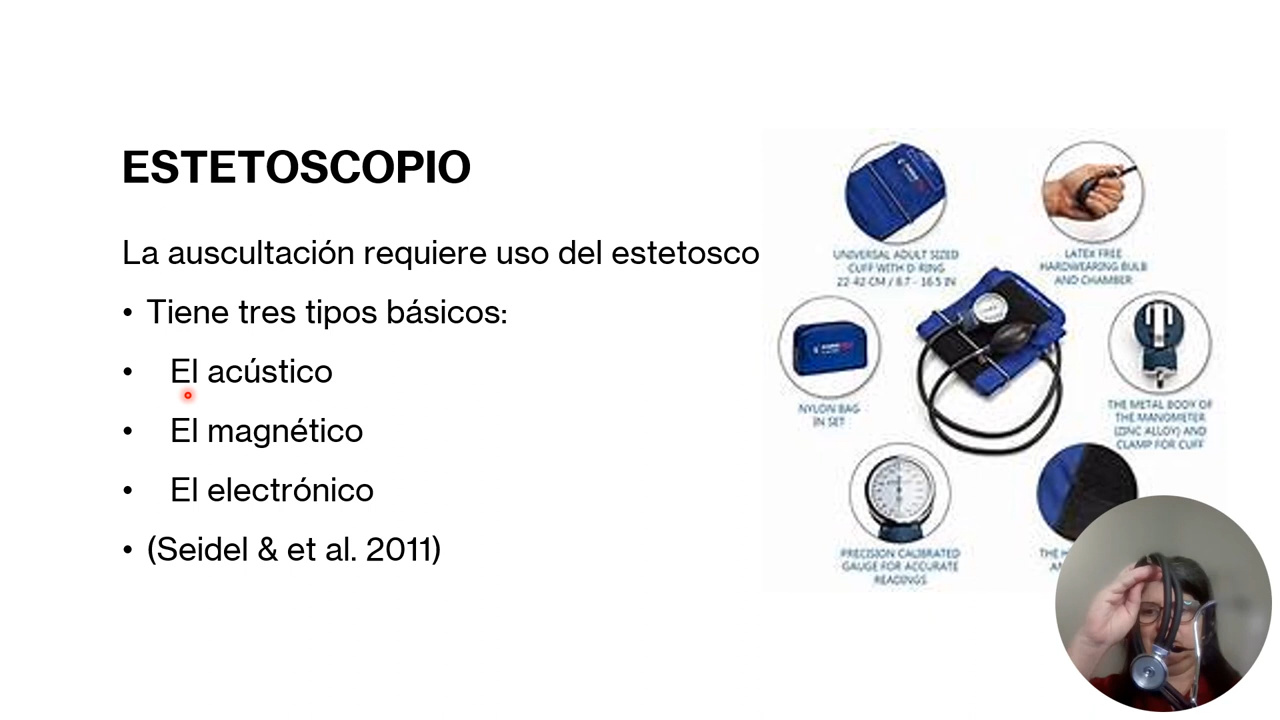 ESTETOSCOPIO
La auscultación requiere uso del estetosco
• Tiene tres tipos básicos:
• El acústico
• El magnético
• El electrónico
• (Seidel & et al. 2011)
UNIVERSAL ADULT SIZED
CUFF WITH D-RING
22-42 CM / 8.7 - 16.5 IN
LATEX FREE
HARDWEARING BULB
AND CHAMBER
NYLON BAG
IN SET
THE METAL BODY OF
THE MANOMETER
(ZINC ALLOY) AND
CLAMP FOR CUFF
PRECISION CALIBRATED
GAUGE FOR ACCURATE
READINGS
THE